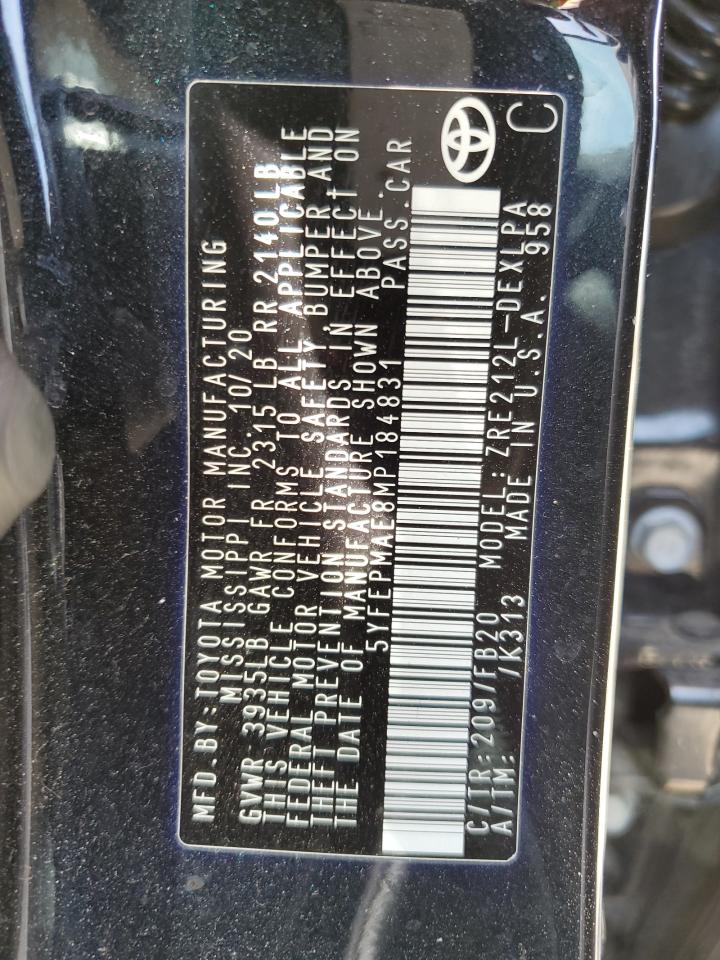 MFD.BY:TOYOTA MOTOR MANUFACTURING
MISSISSIPPI INC. 10/20
GVWR 3935LB GAWR FR 2315 LB RR 2140LB
THIS VEHICLE CONFORMS TO ALL APPLICABLE
FEDERAL MOTOR VEHICLE SAFETY, BUMPER AND
THEFT PREVENTION STANDARDS IN EFFECT ON
THE DATE OF MANUFACTURE SHOWN ABOVE.
5YFEPMAE8MP184831 PASS.CAR
C/TR:209/FB20 MODEL:ZRE212L-DEXLPA
A/TM: /K313 MADE IN U.S.A. 958
C